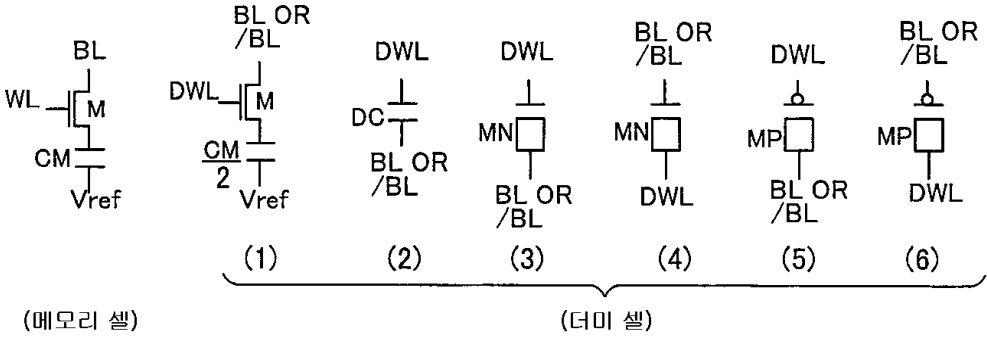 BL
WL
M
CM
Vref
BL OR
/BL
DWL
M
CM
2
Vref
(1)
DWL
DC
BL OR
/BL
(2)
DWL
MN
BL OR
/BL
(3)
BL OR
/BL
MN
DWL
(4)
DWL
MP
BL OR
/BL
(5)
BL OR
/BL
MP
DWL
(6)
(메모리 셀)
(더미 셀)